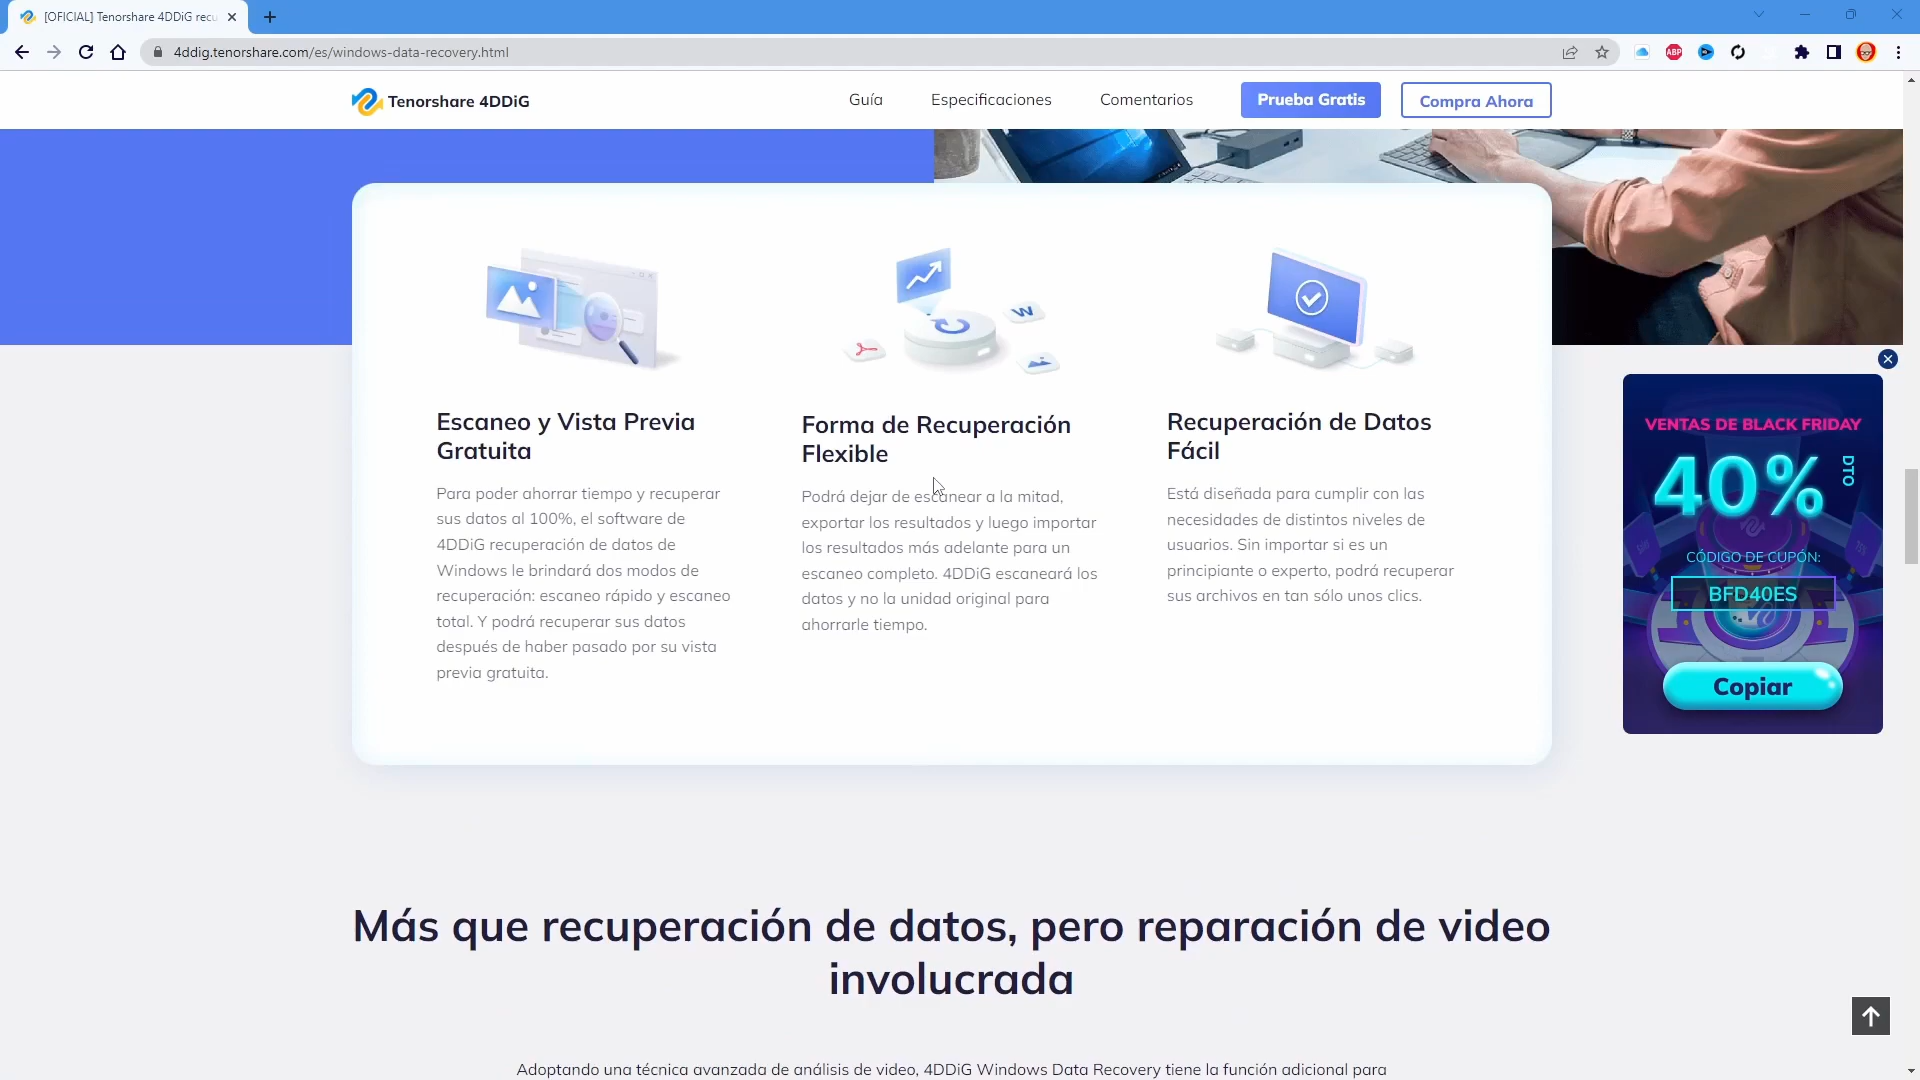 [OFICIAL] Tenorshare 4DDiG recu
4ddig.tenorshare.com/es/windows-data-recovery.html
ABP
Tenorshare 4DDiG
Guía
Especificaciones
Comentarios
Prueba Gratis
Compra Ahora
Escaneo y Vista Previa
Gratuita
Para poder ahorrar tiempo y recuperar
sus datos al 100%, el software de
4DDiG recuperación de datos de
Windows le brindará dos modos de
recuperación: escaneo rápido y escaneo
total. Y podrá recuperar sus datos
después de haber pasado por su vista
previa gratuita.
W
Forma de Recuperación
Flexible
Podrá dejar de escanear a la mitad,
exportar los resultados y luego importar
los resultados más adelante para un
escaneo completo. 4DDiG escaneará los
datos y no la unidad original para
ahorrarle tiempo.
Recuperación de Datos
Fácil
Está diseñada para cumplir con las
necesidades de distintos niveles de
usuarios. Sin importar si es un
principiante o experto, podrá recuperar
sus archivos en tan sólo unos clics.
VENTAS DE BLACK FRIDAY
40%
DTO
CÓDIGO DE CUPÓN:
BFD40ES
Copiar
Más que recuperación de datos, pero reparación de video
involucrada
Adoptando una técnica avanzada de análisis de video, 4DDiG Windows Data Recovery tiene la función adicional para